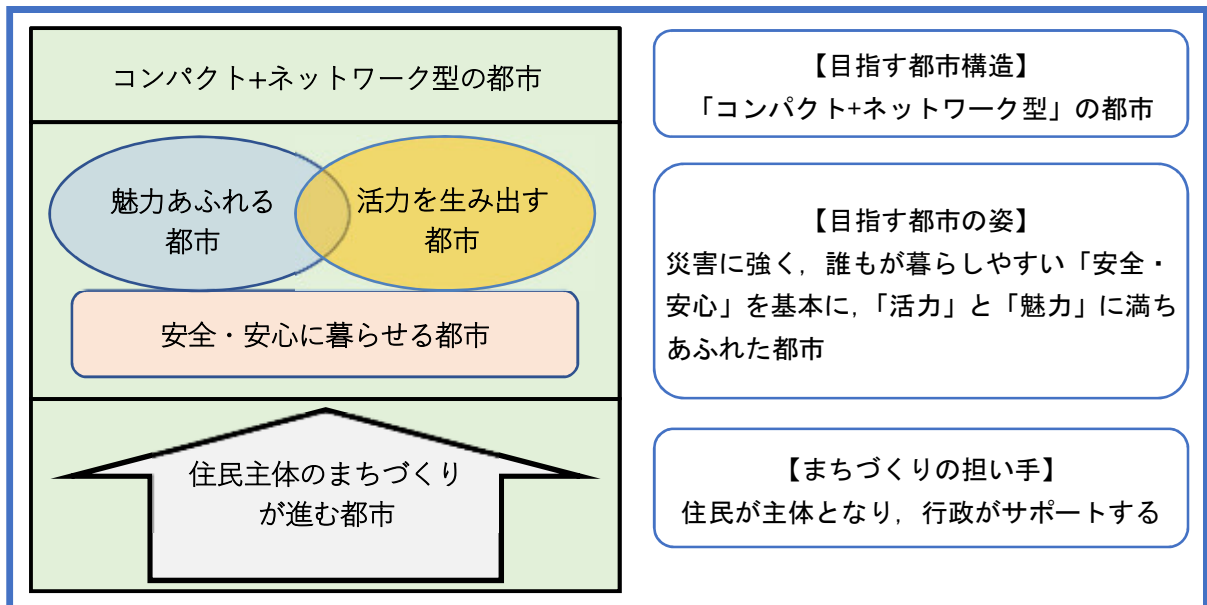 コンパクト+ネットワーク型の都市
魅力あふれる
都市
活力を生み出す
都市
安全・安心に暮らせる都市
住民主体のまちづくり
が進む都市
【目指す都市構造】
「コンパクト+ネットワーク型」の都市
【目指す都市の姿】
災害に強く，誰もが暮らしやすい「安全・
安心」を基本に，「活力」と「魅力」に満ち
あふれた都市
【まちづくりの担い手】
住民が主体となり，行政がサポートする